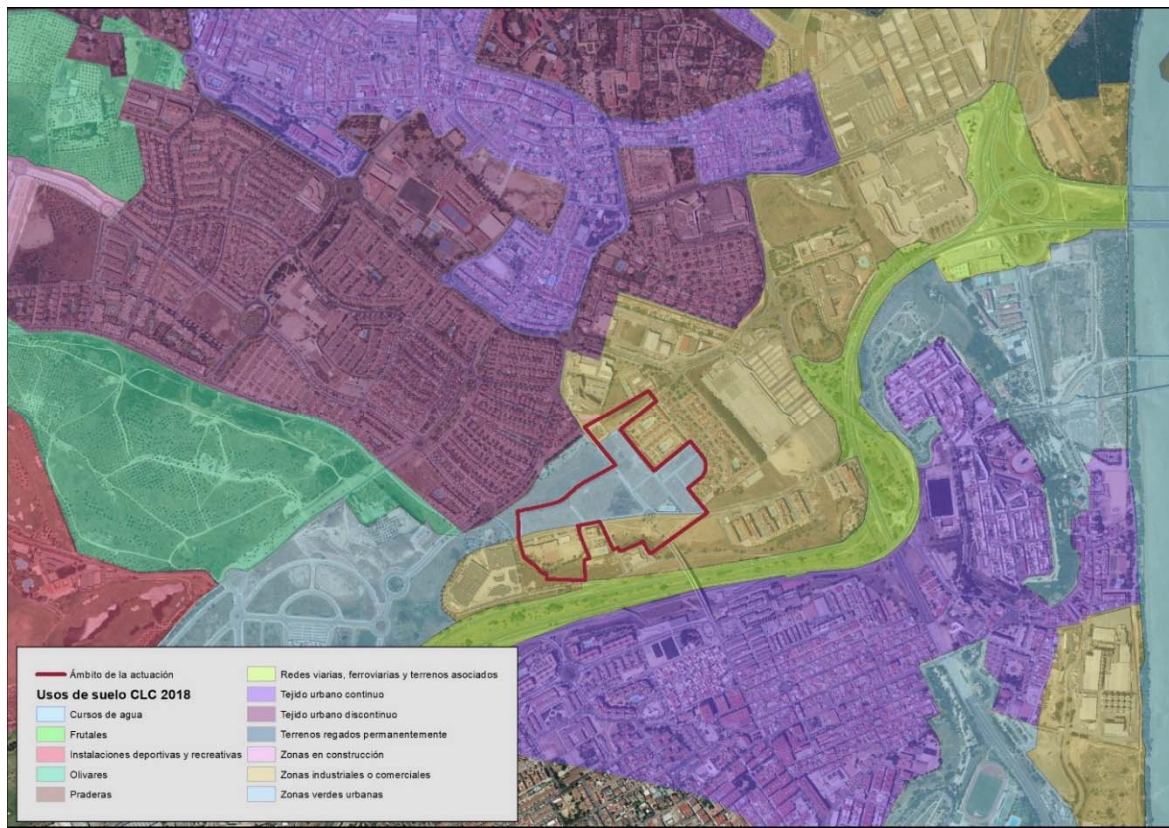 Ámbito de la actuación
Usos de suelo CLC 2018
Cursos de agua
Frutales
Instalaciones deportivas y recreativas
Olivares
Praderas
Redes viarias, ferroviarias y terrenos asociados
Tejido urbano continuo
Tejido urbano discontinuo
Terrenos regados permanentemente
Zonas en construcción
Zonas industriales o comerciales
Zonas verdes urbanas